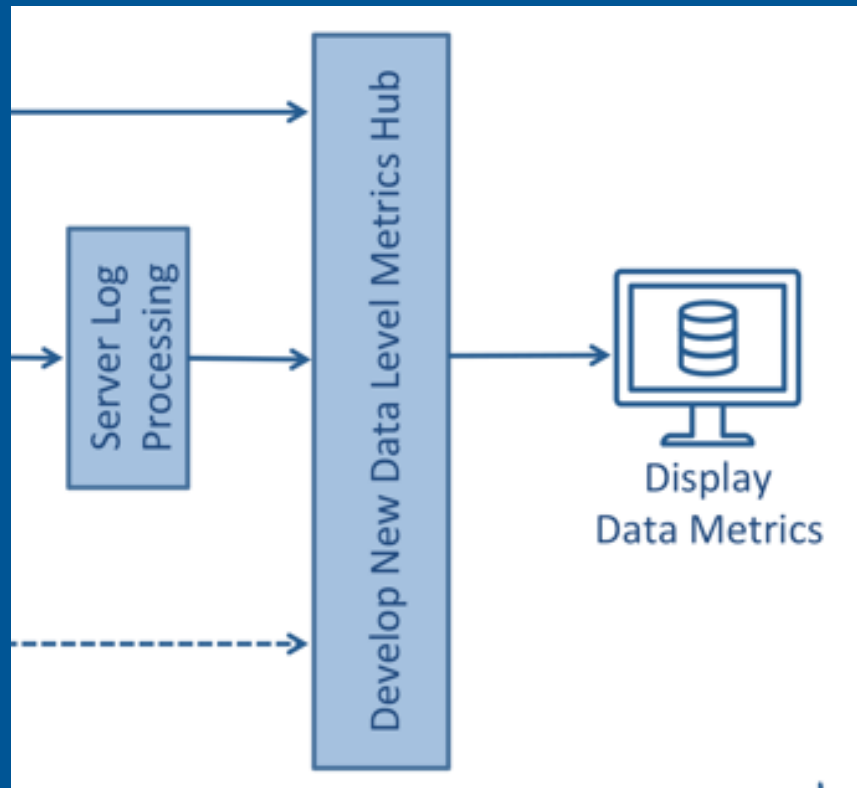 Server Log
Processing
Develop New Data Level Metrics Hub
Display
Data Metrics